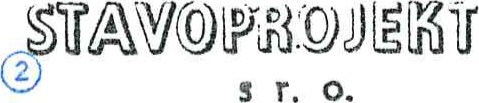 STAVOPROJEKT
2
s r. o.